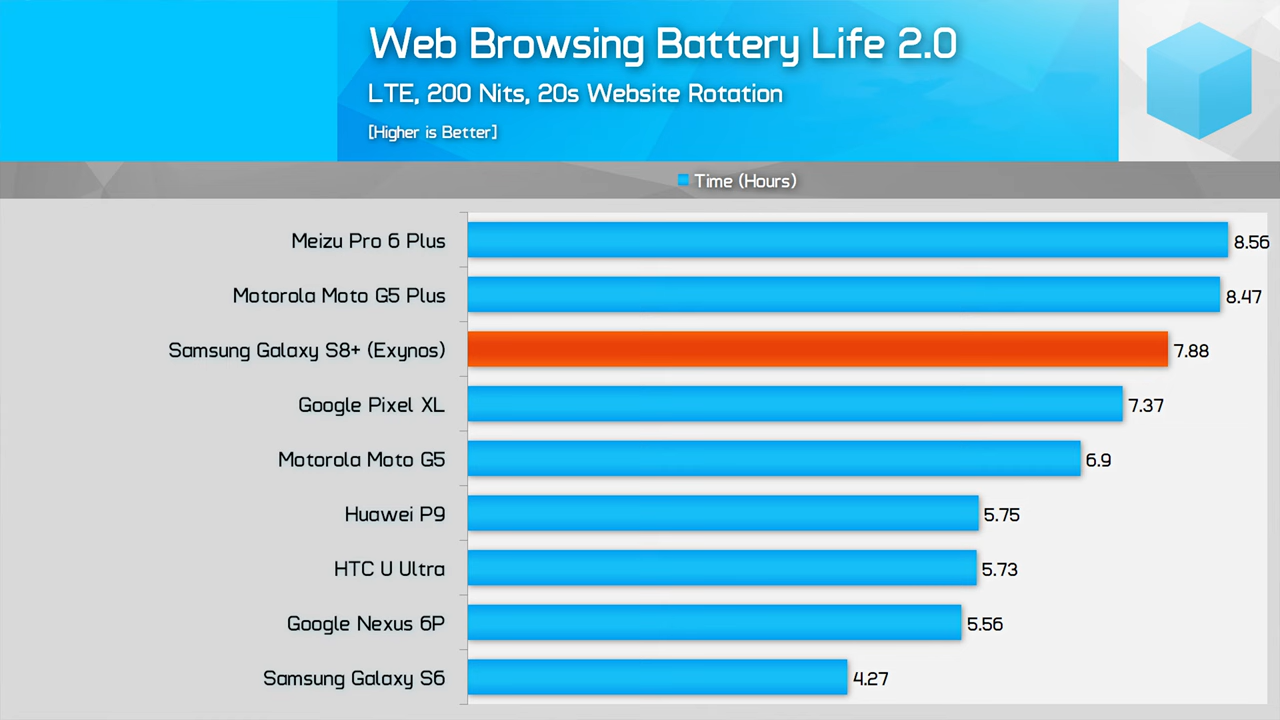 Web Browsing Battery Life 2.0
LTE, 200 Nits, 20s Website Rotation
[Higher is Better]
Time (Hours)
Meizu Pro 6 Plus 8.56
Motorola Moto G5 Plus 8.47
Samsung Galaxy S8+ (Exynos) 7.88
Google Pixel XL 7.37
Motorola Moto G5 6.9
Huawei P9 5.75
HTC U Ultra 5.73
Google Nexus 6P 5.56
Samsung Galaxy S6 4.27